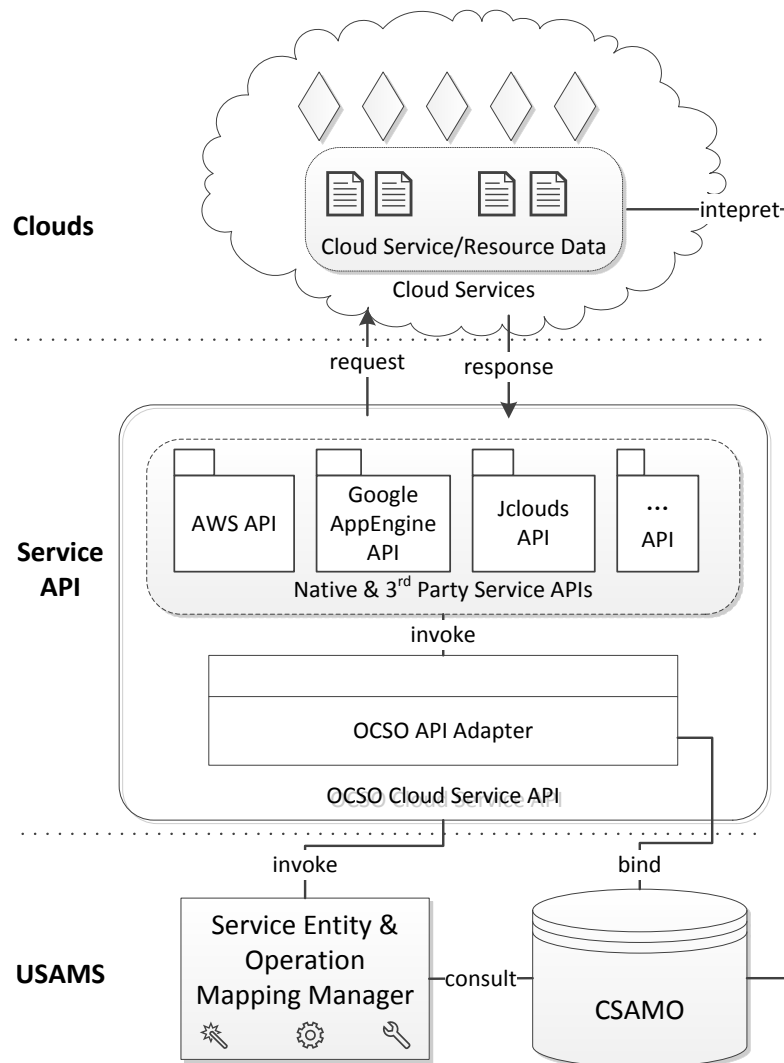 Clouds
Cloud Service/Resource Data
Cloud Services
intepret
request
response
Service
API
AWS API
Google
AppEngine
API
Jclouds
API
...
API
Native & 3rd Party Service APIs
invoke
OCSO API Adapter
OCSO Cloud Service API
invoke
bind
USAMS
Service Entity &
Operation
Mapping Manager
consult
CSAMO